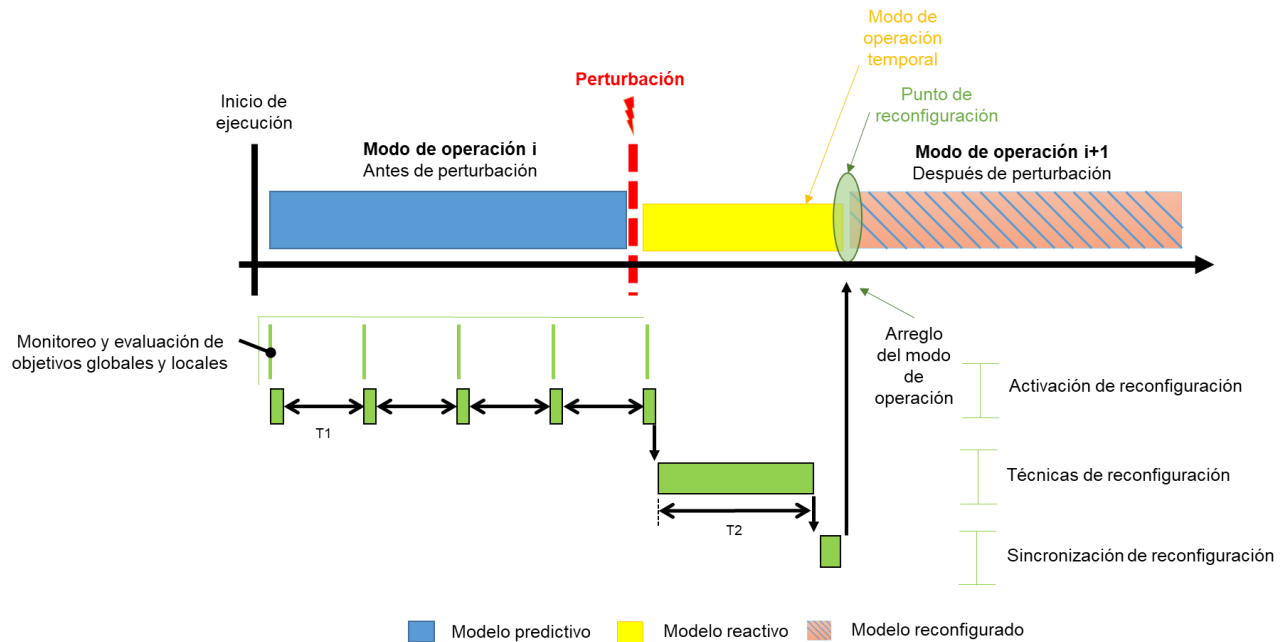 Modo de
operación
temporal
Perturbación
Punto de
reconfiguración
Inicio de
ejecución
Modo de operación i
Antes de perturbación
Modo de operación i+1
Después de perturbación
Monitoreo y evaluación de
objetivos globales y locales
Arreglo
del modo
de
operación
Activación de reconfiguración
T1
Técnicas de reconfiguración
T2
Sincronización de reconfiguración
Modelo predictivo
Modelo reactivo
Modelo reconfigurado